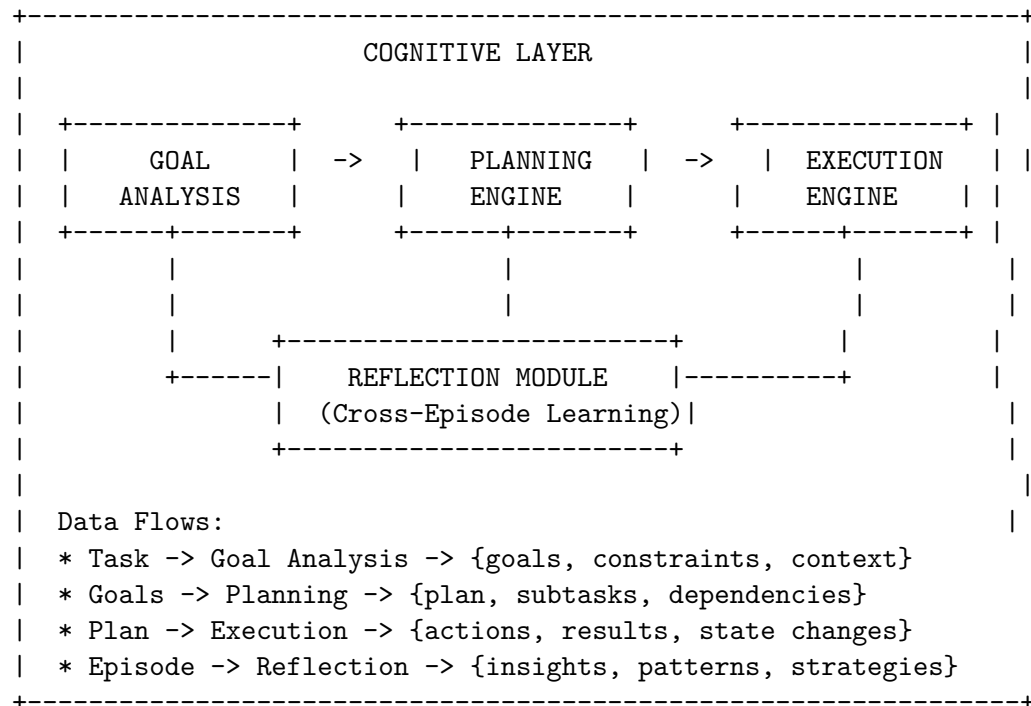 COGNITIVE LAYER
GOAL -> PLANNING -> EXECUTION
ANALYSIS ENGINE ENGINE
REFLECTION MODULE
(Cross-Episode Learning)
Data Flows:
* Task -> Goal Analysis -> {goals, constraints, context}
* Goals -> Planning -> {plan, subtasks, dependencies}
* Plan -> Execution -> {actions, results, state changes}
* Episode -> Reflection -> {insights, patterns, strategies}